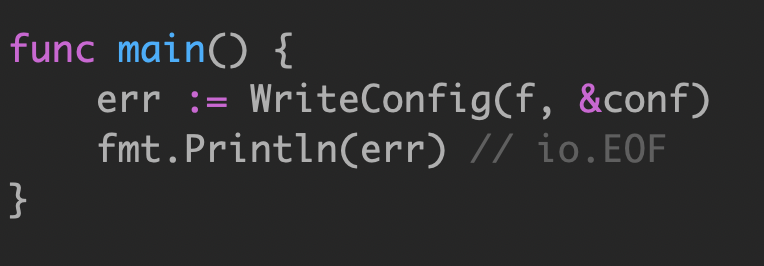 func main() {
    err := WriteConfig(f, &conf)
    fmt.Println(err) // io.EOF
}